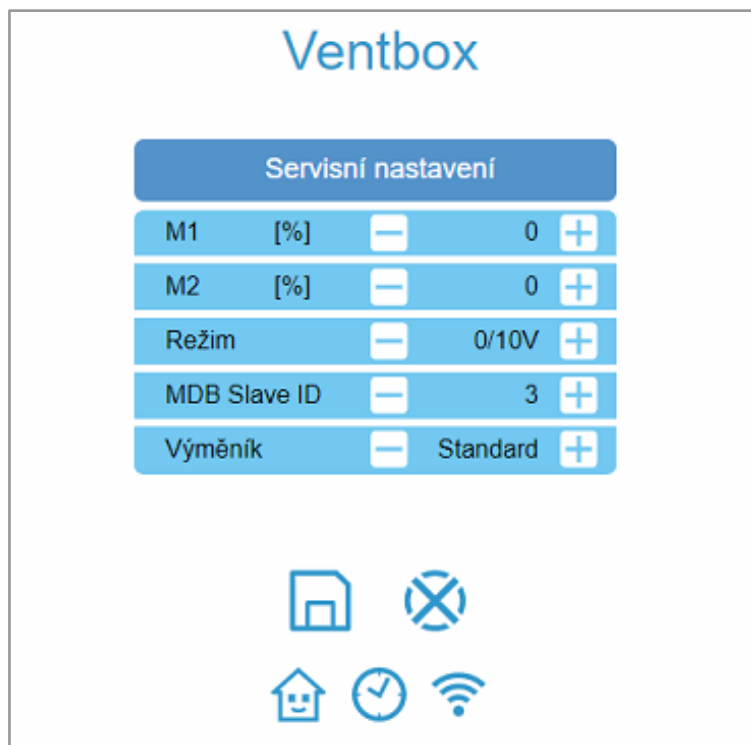 Ventbox
Servisní nastavení
M1 [%] 0
M2 [%] 0
Režim 0/10V
MDB Slave ID 3
Výměník Standard